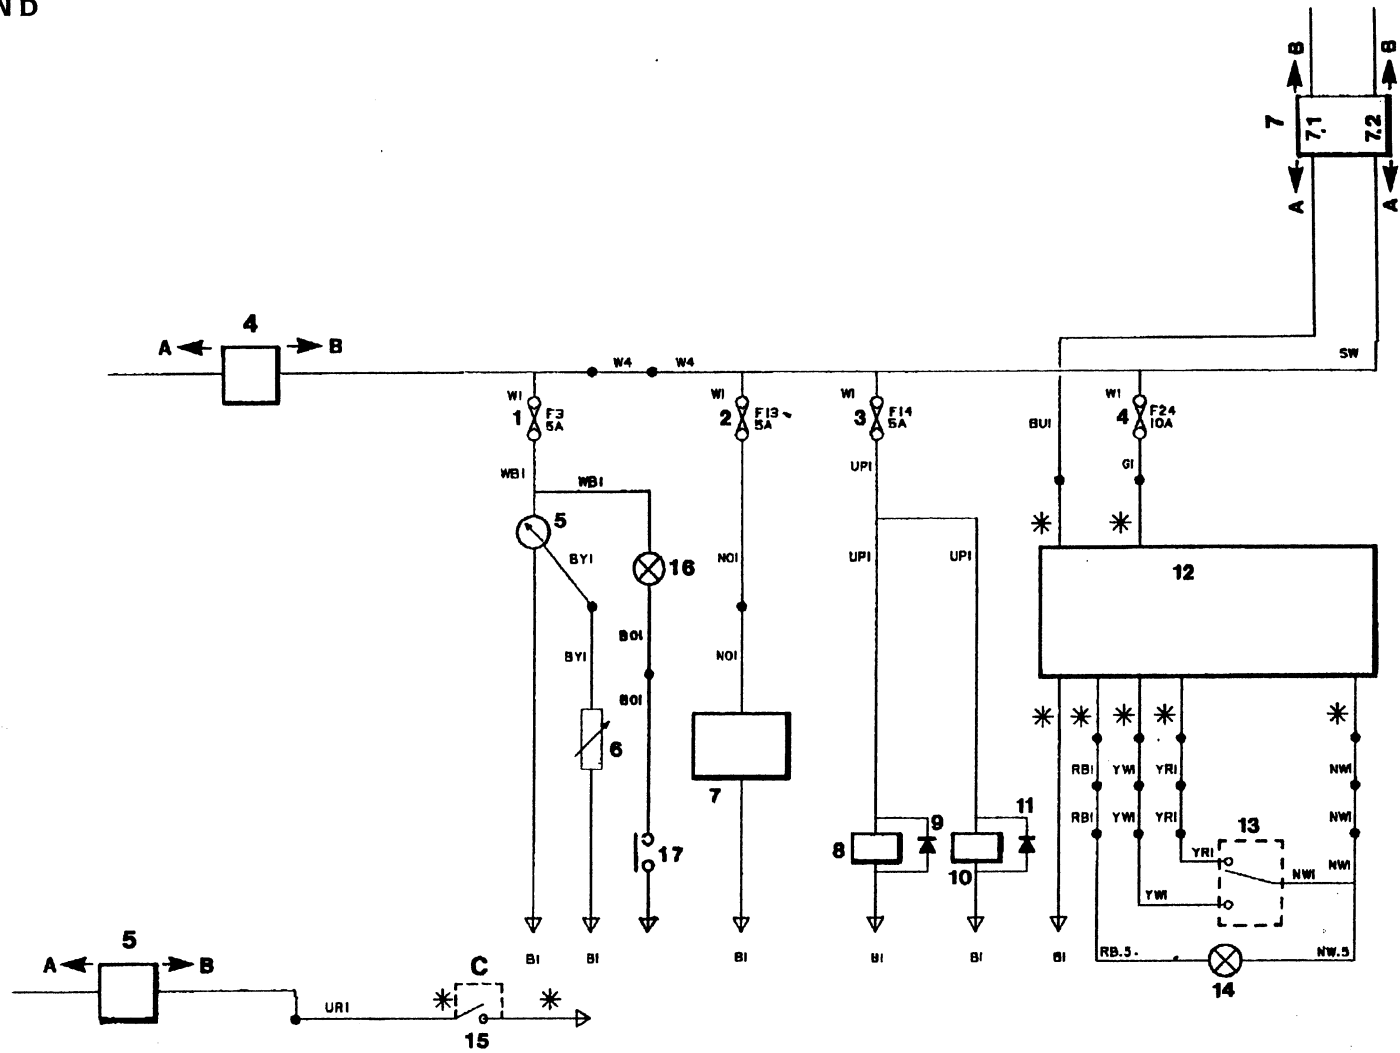 ND
B B
7 7.1 7.2
A A
4
A B
W4 W4 SW
W1 W1 W1 W1
1 F3 5A
2 F13 5A
3 F14 5A
4 F24 10A
BU1
WB1 WB1 UP1 G1
5 * *
BY1 16 NO1 UP1 UP1 12
BO1
BY1 NO1
BO1 * * * * *
6
7
RB1 YW1 YR1 NW1
RB1 YW1 YR1 NW1
17 8 9 10 11 13
YR1 NW1 NW1
YW1
5
A B
B1 B1 B1 B1 B1 B1 RB.5 NW.5
14
C
UR1 * *
15